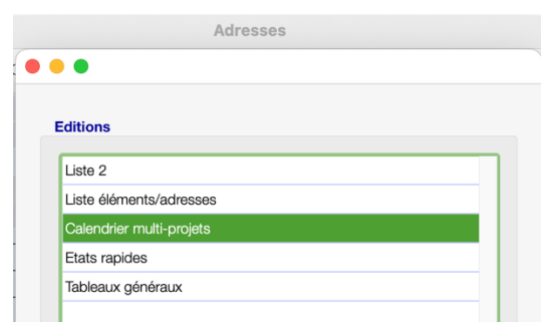 Adresses
Editions
Liste 2
Liste éléments/adresses
Calendrier multi-projets
Etats rapides
Tableaux généraux